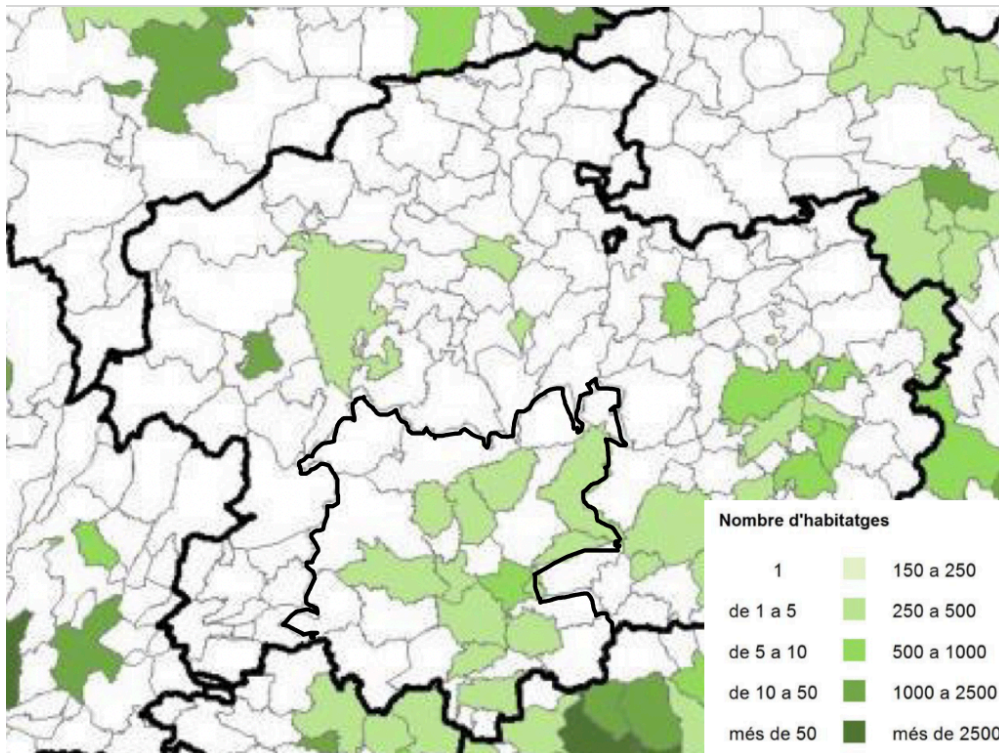 Nombre d'habitatges
1 150 a 250
de 1 a 5 250 a 500
de 5 a 10 500 a 1000
de 10 a 50 1000 a 2500
més de 50 més de 2500